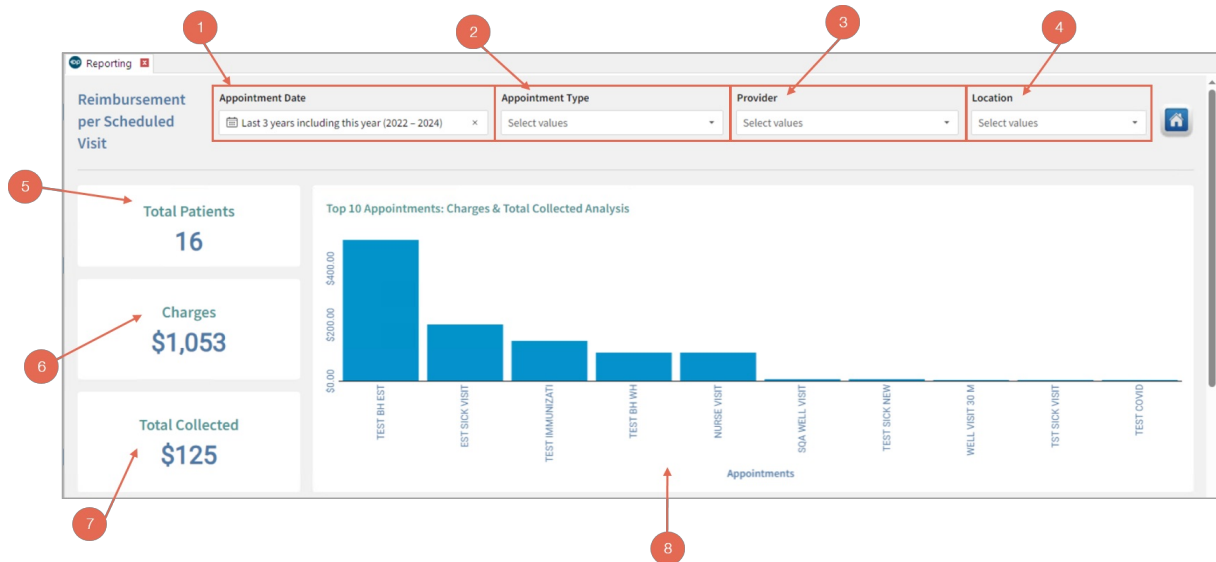 1
2
3
4
Reporting
Reimbursement
per Scheduled
Visit
Appointment Date
Last 3 years including this year (2022 – 2024) ×
Appointment Type
Select values
Provider
Select values
Location
Select values
5
Total Patients
16
Charges
$1,053
6
Total Collected
$125
7
Top 10 Appointments: Charges & Total Collected Analysis
$400.00
$200.00
$0.00
TEST BH EST
EST SICK VISIT
TEST IMMUNIZATI
TEST BH WH
NURSE VISIT
SQA WELL VISIT
TEST SICK NEW
WELL VISIT 30 M
TST SICK VISIT
TEST COVID
Appointments
8